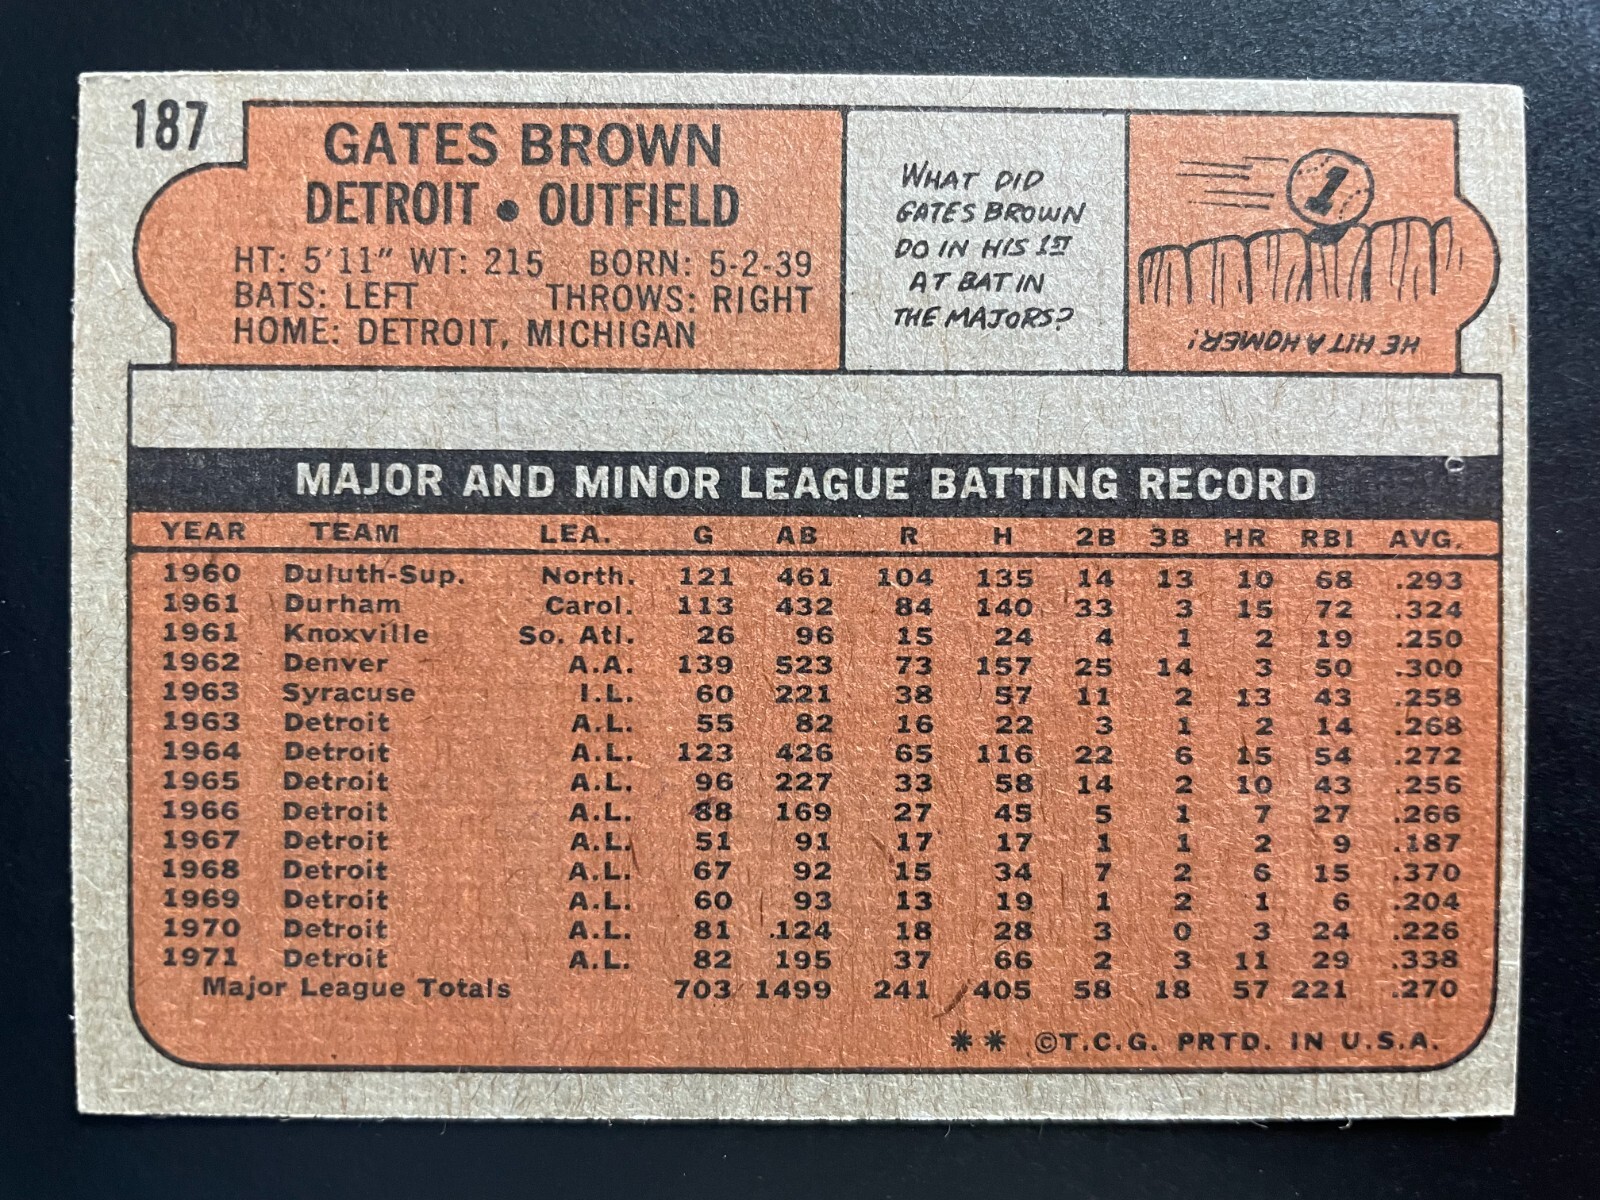 187
GATES BROWN
DETROIT • OUTFIELD
HT: 5'11" WT: 215 BORN: 5-2-39
BATS: LEFT THROWS: RIGHT
HOME: DETROIT, MICHIGAN
WHAT DID
GATES BROWN
DO IN HIS 1ST
AT BAT IN
THE MAJORS?
1
HE HIT A HOMER!
MAJOR AND MINOR LEAGUE BATTING RECORD
YEAR TEAM LEA. G AB R H 2B 3B HR RBI AVG.
1960 Duluth-Sup. North. 121 461 104 135 14 13 10 68 .293
1961 Durham Carol. 113 432 84 140 33 3 15 72 .324
1961 Knoxville So. Atl. 26 96 15 24 4 1 2 19 .250
1962 Denver A.A. 139 523 73 157 25 14 3 50 .300
1963 Syracuse I.L. 60 221 38 57 11 2 13 43 .258
1963 Detroit A.L. 55 82 16 22 3 1 2 14 .268
1964 Detroit A.L. 123 426 65 116 22 6 15 54 .272
1965 Detroit A.L. 96 227 33 58 14 2 10 43 .256
1966 Detroit A.L. 88 169 27 45 5 1 7 27 .266
1967 Detroit A.L. 51 91 17 17 1 1 2 9 .187
1968 Detroit A.L. 67 92 15 34 7 2 6 15 .370
1969 Detroit A.L. 60 93 13 19 1 2 1 6 .204
1970 Detroit A.L. 81 .124 18 28 3 0 3 24 .226
1971 Detroit A.L. 82 195 37 66 2 3 11 29 .338
Major League Totals 703 1499 241 405 58 18 57 221 .270
** ©T.C.G. PRTD. IN U.S.A.